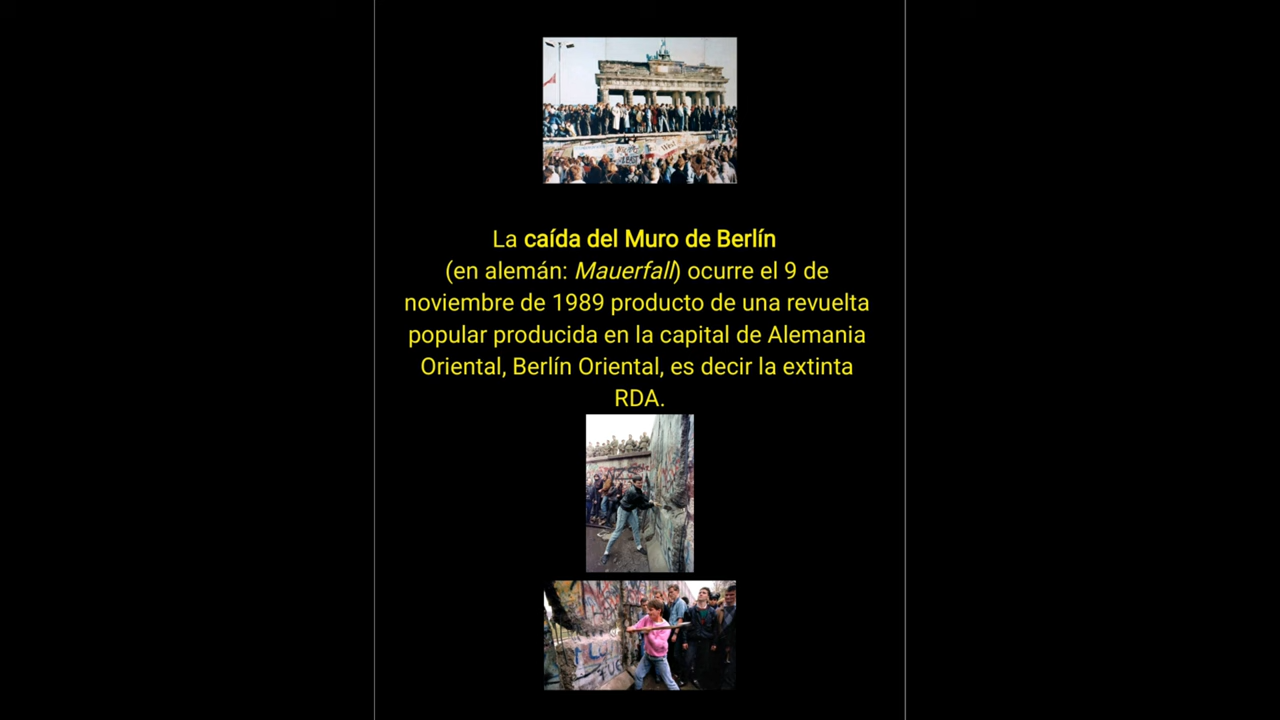 La caída del Muro de Berlín
(en alemán: Mauerfall) ocurre el 9 de
noviembre de 1989 producto de una revuelta
popular producida en la capital de Alemania
Oriental, Berlín Oriental, es decir la extinta
RDA.